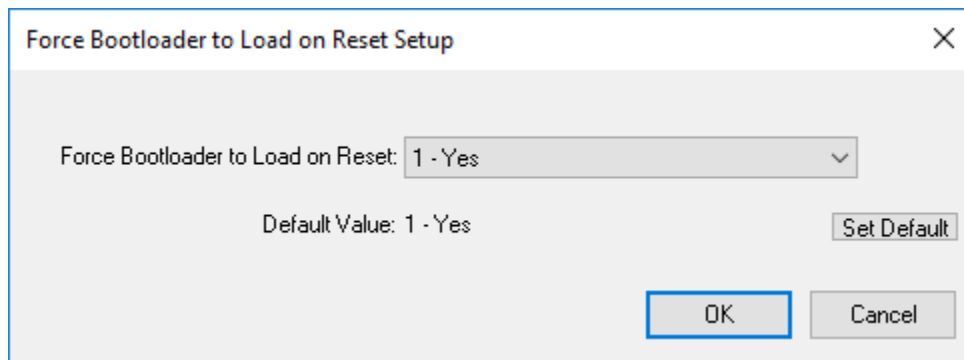 Force Bootloader to Load on Reset Setup
Force Bootloader to Load on Reset: 1 - Yes
Default Value: 1 - Yes
Set Default
OK
Cancel